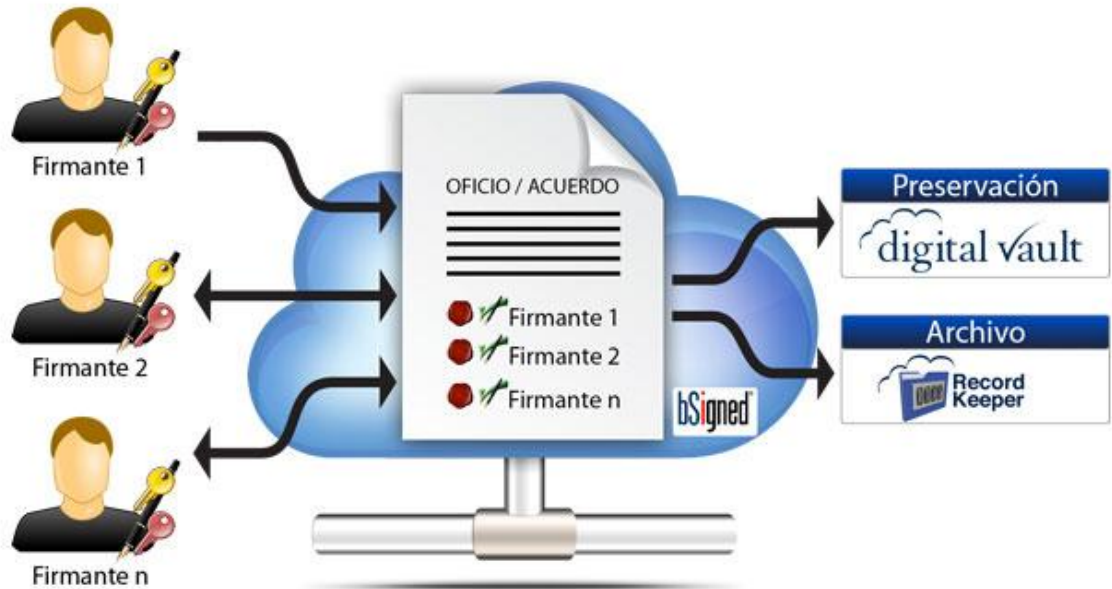 Firmante 1
Firmante 2
Firmante n
OFICIO / ACUERDO
Firmante 1
Firmante 2
Firmante n
bSigned
Preservación
digital vault
Archivo
Record
Keeper